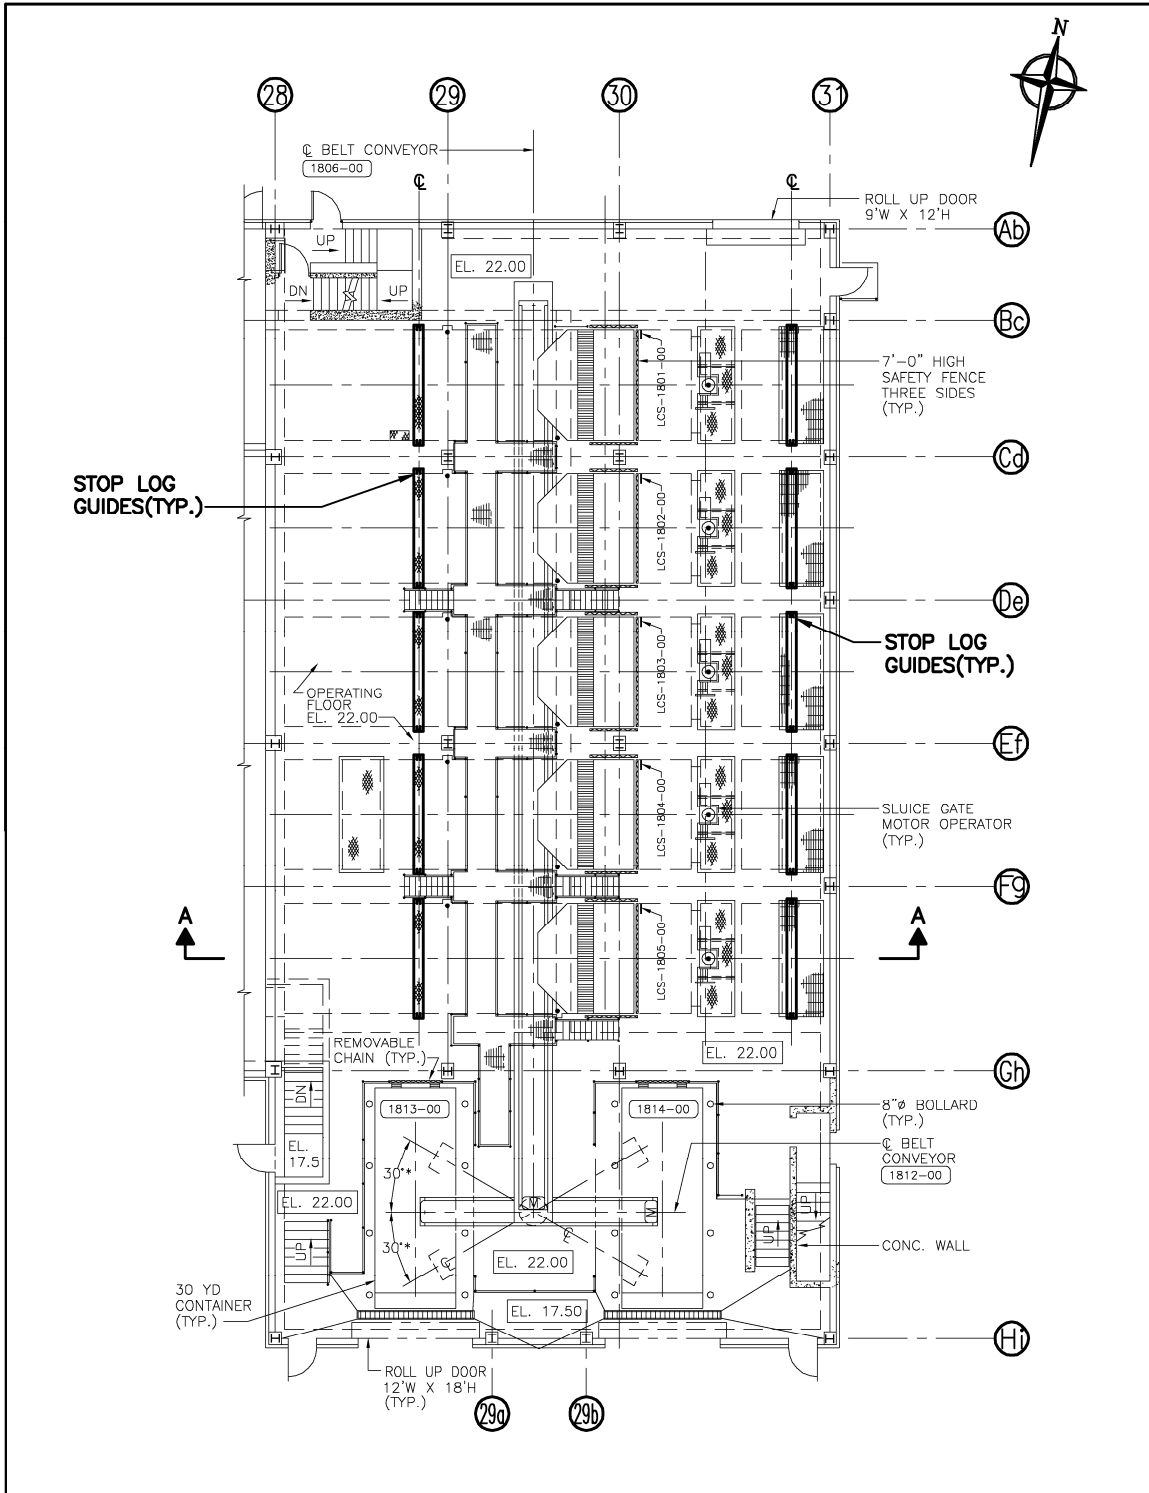 N
28
29
30
31
℄ BELT CONVEYOR
1806-00
℄
℄
ROLL UP DOOR
9'W X 12'H
Ab
UP
EL. 22.00
DN
UP
Bc
LCS-1801-00
7'-0" HIGH
SAFETY FENCE
THREE SIDES
(TYP.)
Cd
STOP LOG
GUIDES(TYP.)
LCS-1802-00
De
LCS-1803-00
STOP LOG
GUIDES(TYP.)
OPERATING
FLOOR
EL. 22.00
Ef
LCS-1804-00
SLUICE GATE
MOTOR OPERATOR
(TYP.)
Fg
A
A
LCS-1805-00
REMOVABLE
CHAIN (TYP.)
EL. 22.00
Gh
DN
1813-00
1814-00
8"ø BOLLARD
(TYP.)
EL.
17.5
℄ BELT
CONVEYOR
1812-00
30°*
EL. 22.00
M
M
UP
UP
UP
30°*
℄
℄
CONC. WALL
EL. 22.00
30 YD
CONTAINER
(TYP.)
EL. 17.50
Hi
ROLL UP DOOR
12'W X 18'H
(TYP.)
29a
29b